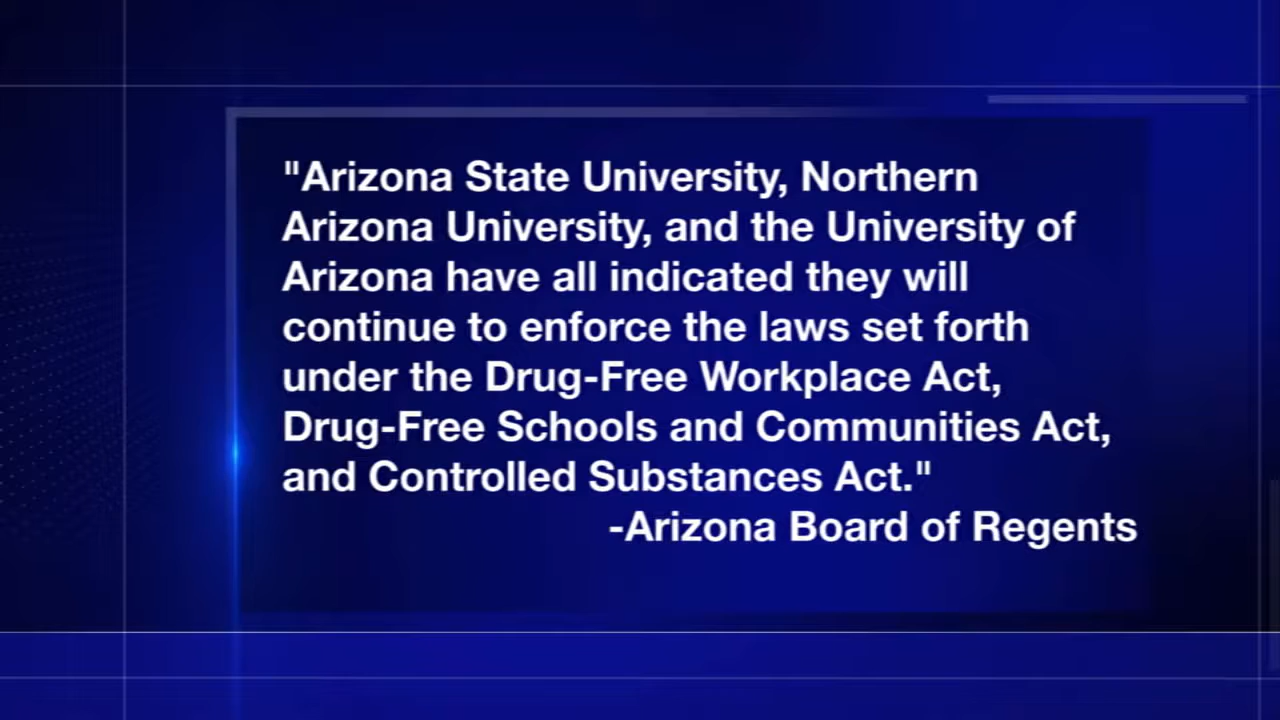 "Arizona State University, Northern
Arizona University, and the University of
Arizona have all indicated they will
continue to enforce the laws set forth
under the Drug-Free Workplace Act,
Drug-Free Schools and Communities Act,
and Controlled Substances Act."
-Arizona Board of Regents